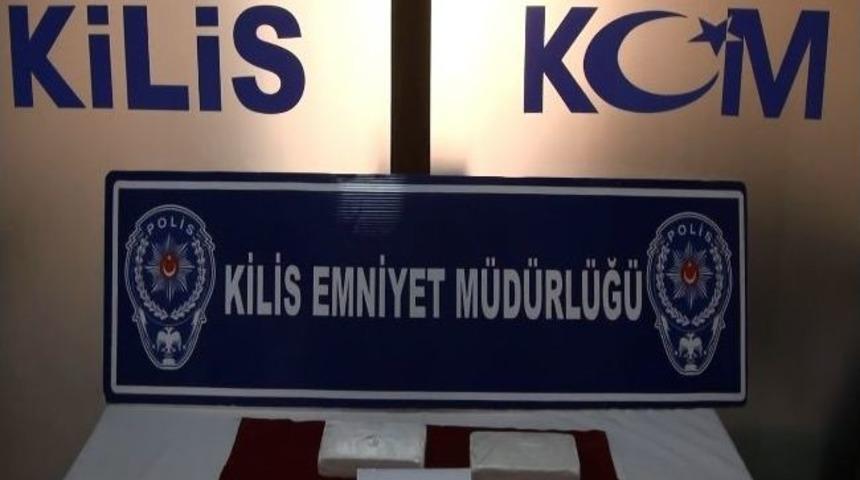 KiLiS
KOM
POLİS
KİLİS EMNİYET MÜDÜRLÜĞÜ
POLİS